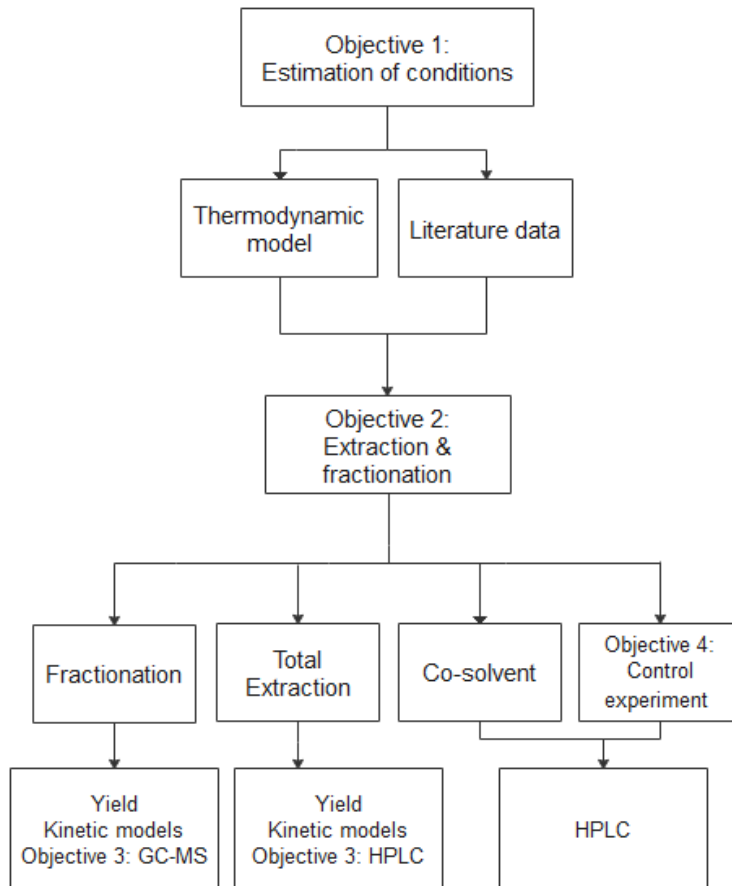 Objective 1:
Estimation of conditions
Thermodynamic
model
Literature data
Objective 2:
Extraction &
fractionation
Fractionation
Total
Extraction
Co-solvent
Objective 4:
Control
experiment
Yield
Kinetic models
Objective 3: GC-MS
Yield
Kinetic models
Objective 3: HPLC
HPLC